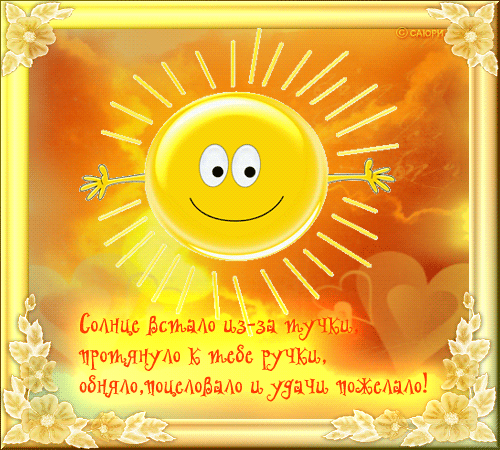 © САЮРИ
Солнце встало из-за тучки,
протянуло к тебе ручки,
обняло,поцеловало и удачи пожелало!